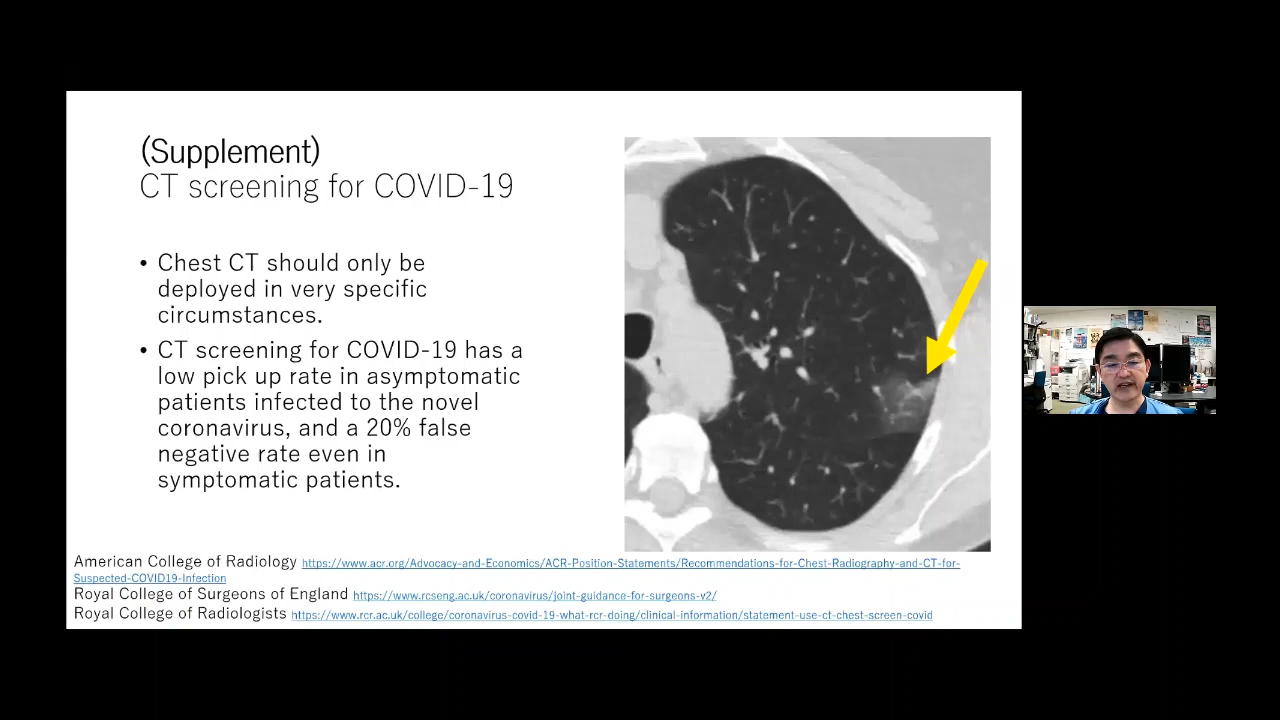 (Supplement)
CT screening for COVID-19
• Chest CT should only be
deployed in very specific
circumstances.
• CT screening for COVID-19 has a
low pick up rate in asymptomatic
patients infected to the novel
coronavirus, and a 20% false
negative rate even in
symptomatic patients.
American College of Radiology https://www.acr.org/Advocacy-and-Economics/ACR-Position-Statements/Recommendations-for-Chest-Radiography-and-CT-for-
Suspected-COVID19-Infection
Royal College of Surgeons of England https://www.rcseng.ac.uk/coronavirus/joint-guidance-for-surgeons-v2/
Royal College of Radiologists https://www.rcr.ac.uk/college/coronavirus-covid-19-what-rcr-doing/clinical-information/statement-use-ct-chest-screen-covid